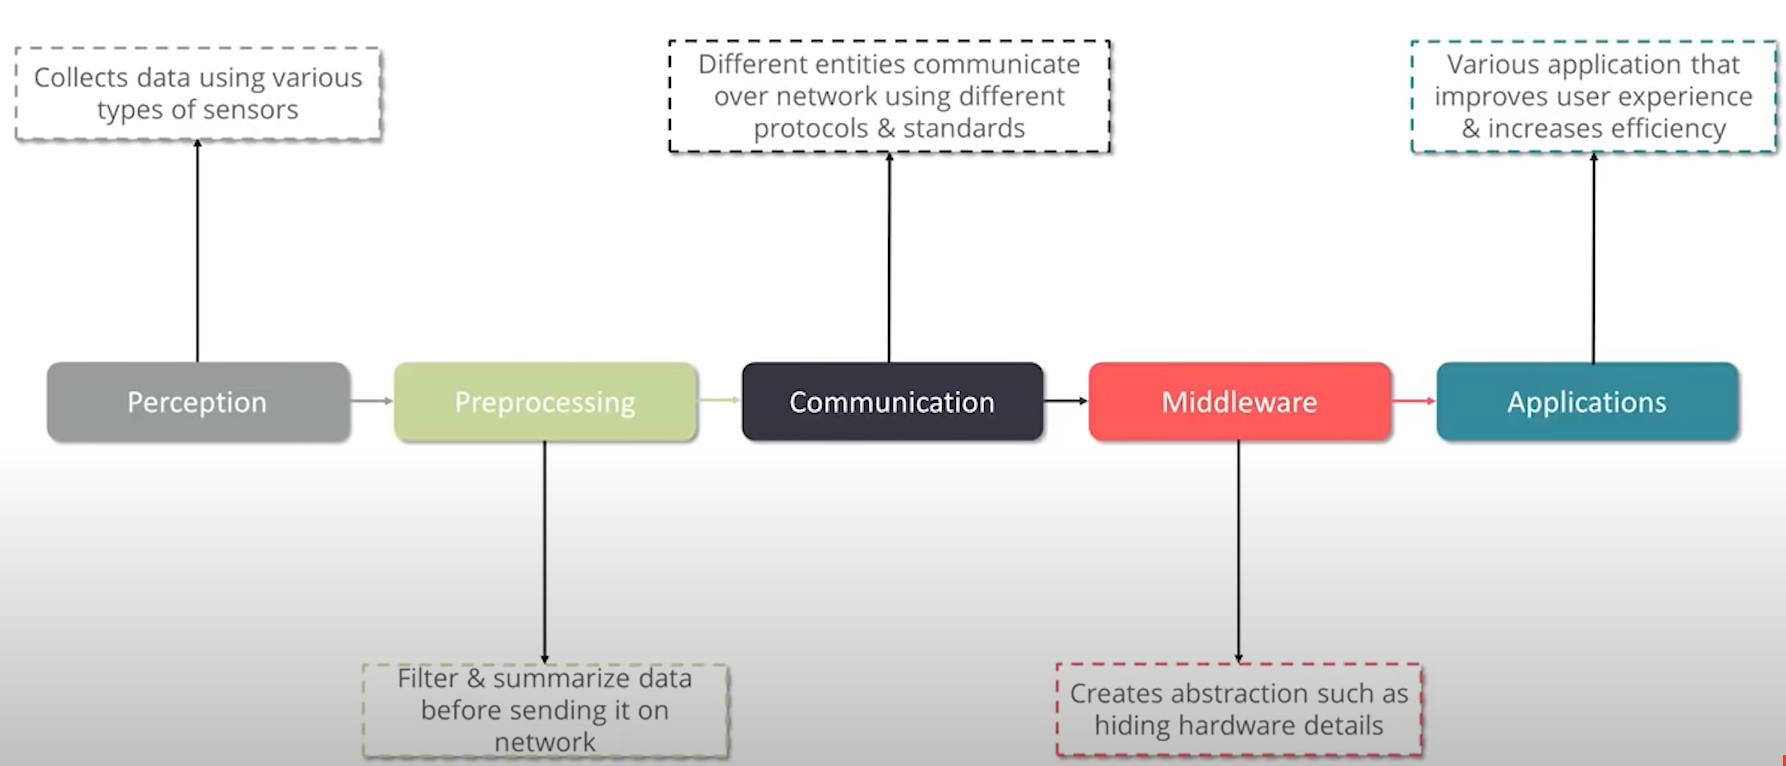 Collects data using various
types of sensors
Different entities communicate
over network using different
protocols & standards
Various application that
improves user experience
& increases efficiency
Perception
Preprocessing
Communication
Middleware
Applications
Filter & summarize data
before sending it on
network
Creates abstraction such as
hiding hardware details